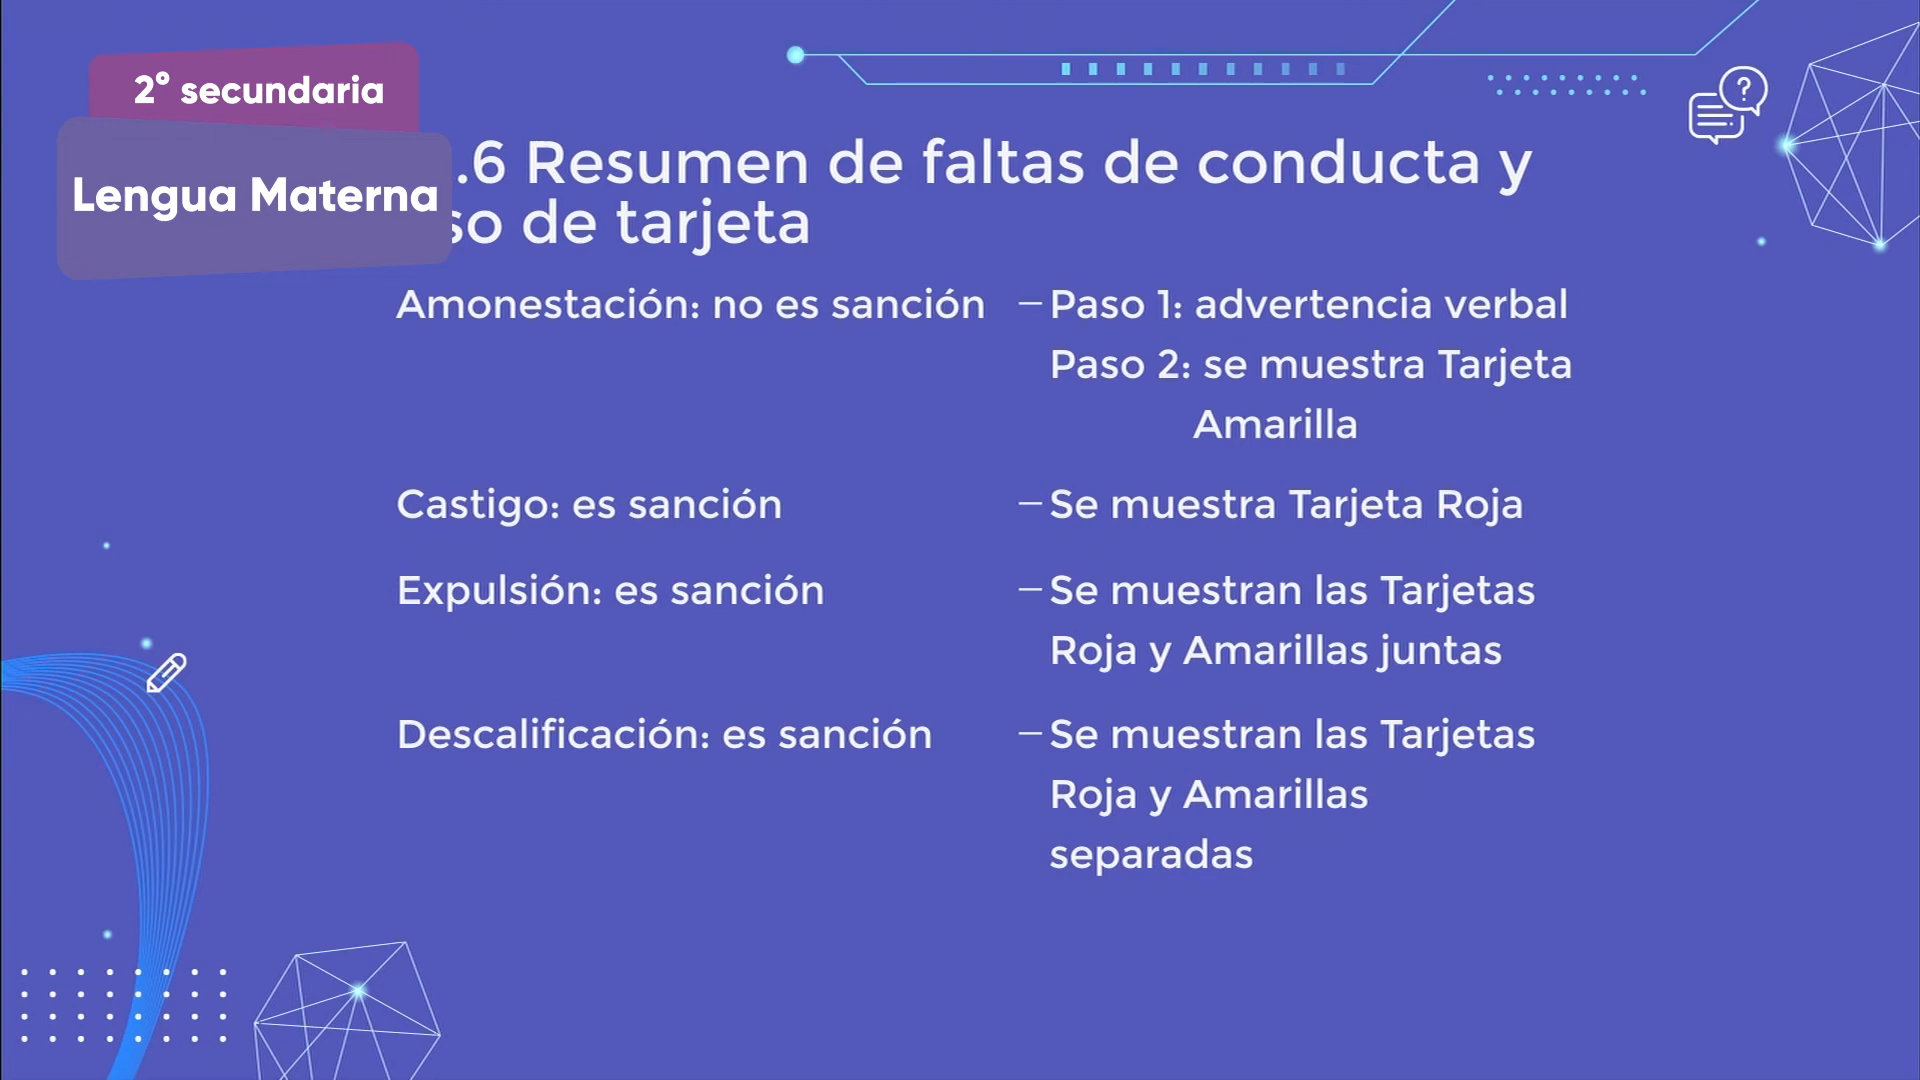 2° secundaria
Lengua Materna
.6 Resumen de faltas de conducta y
so de tarjeta
Amonestación: no es sanción – Paso 1: advertencia verbal
Paso 2: se muestra Tarjeta
Amarilla
Castigo: es sanción – Se muestra Tarjeta Roja
Expulsión: es sanción – Se muestran las Tarjetas
Roja y Amarillas juntas
Descalificación: es sanción – Se muestran las Tarjetas
Roja y Amarillas
separadas